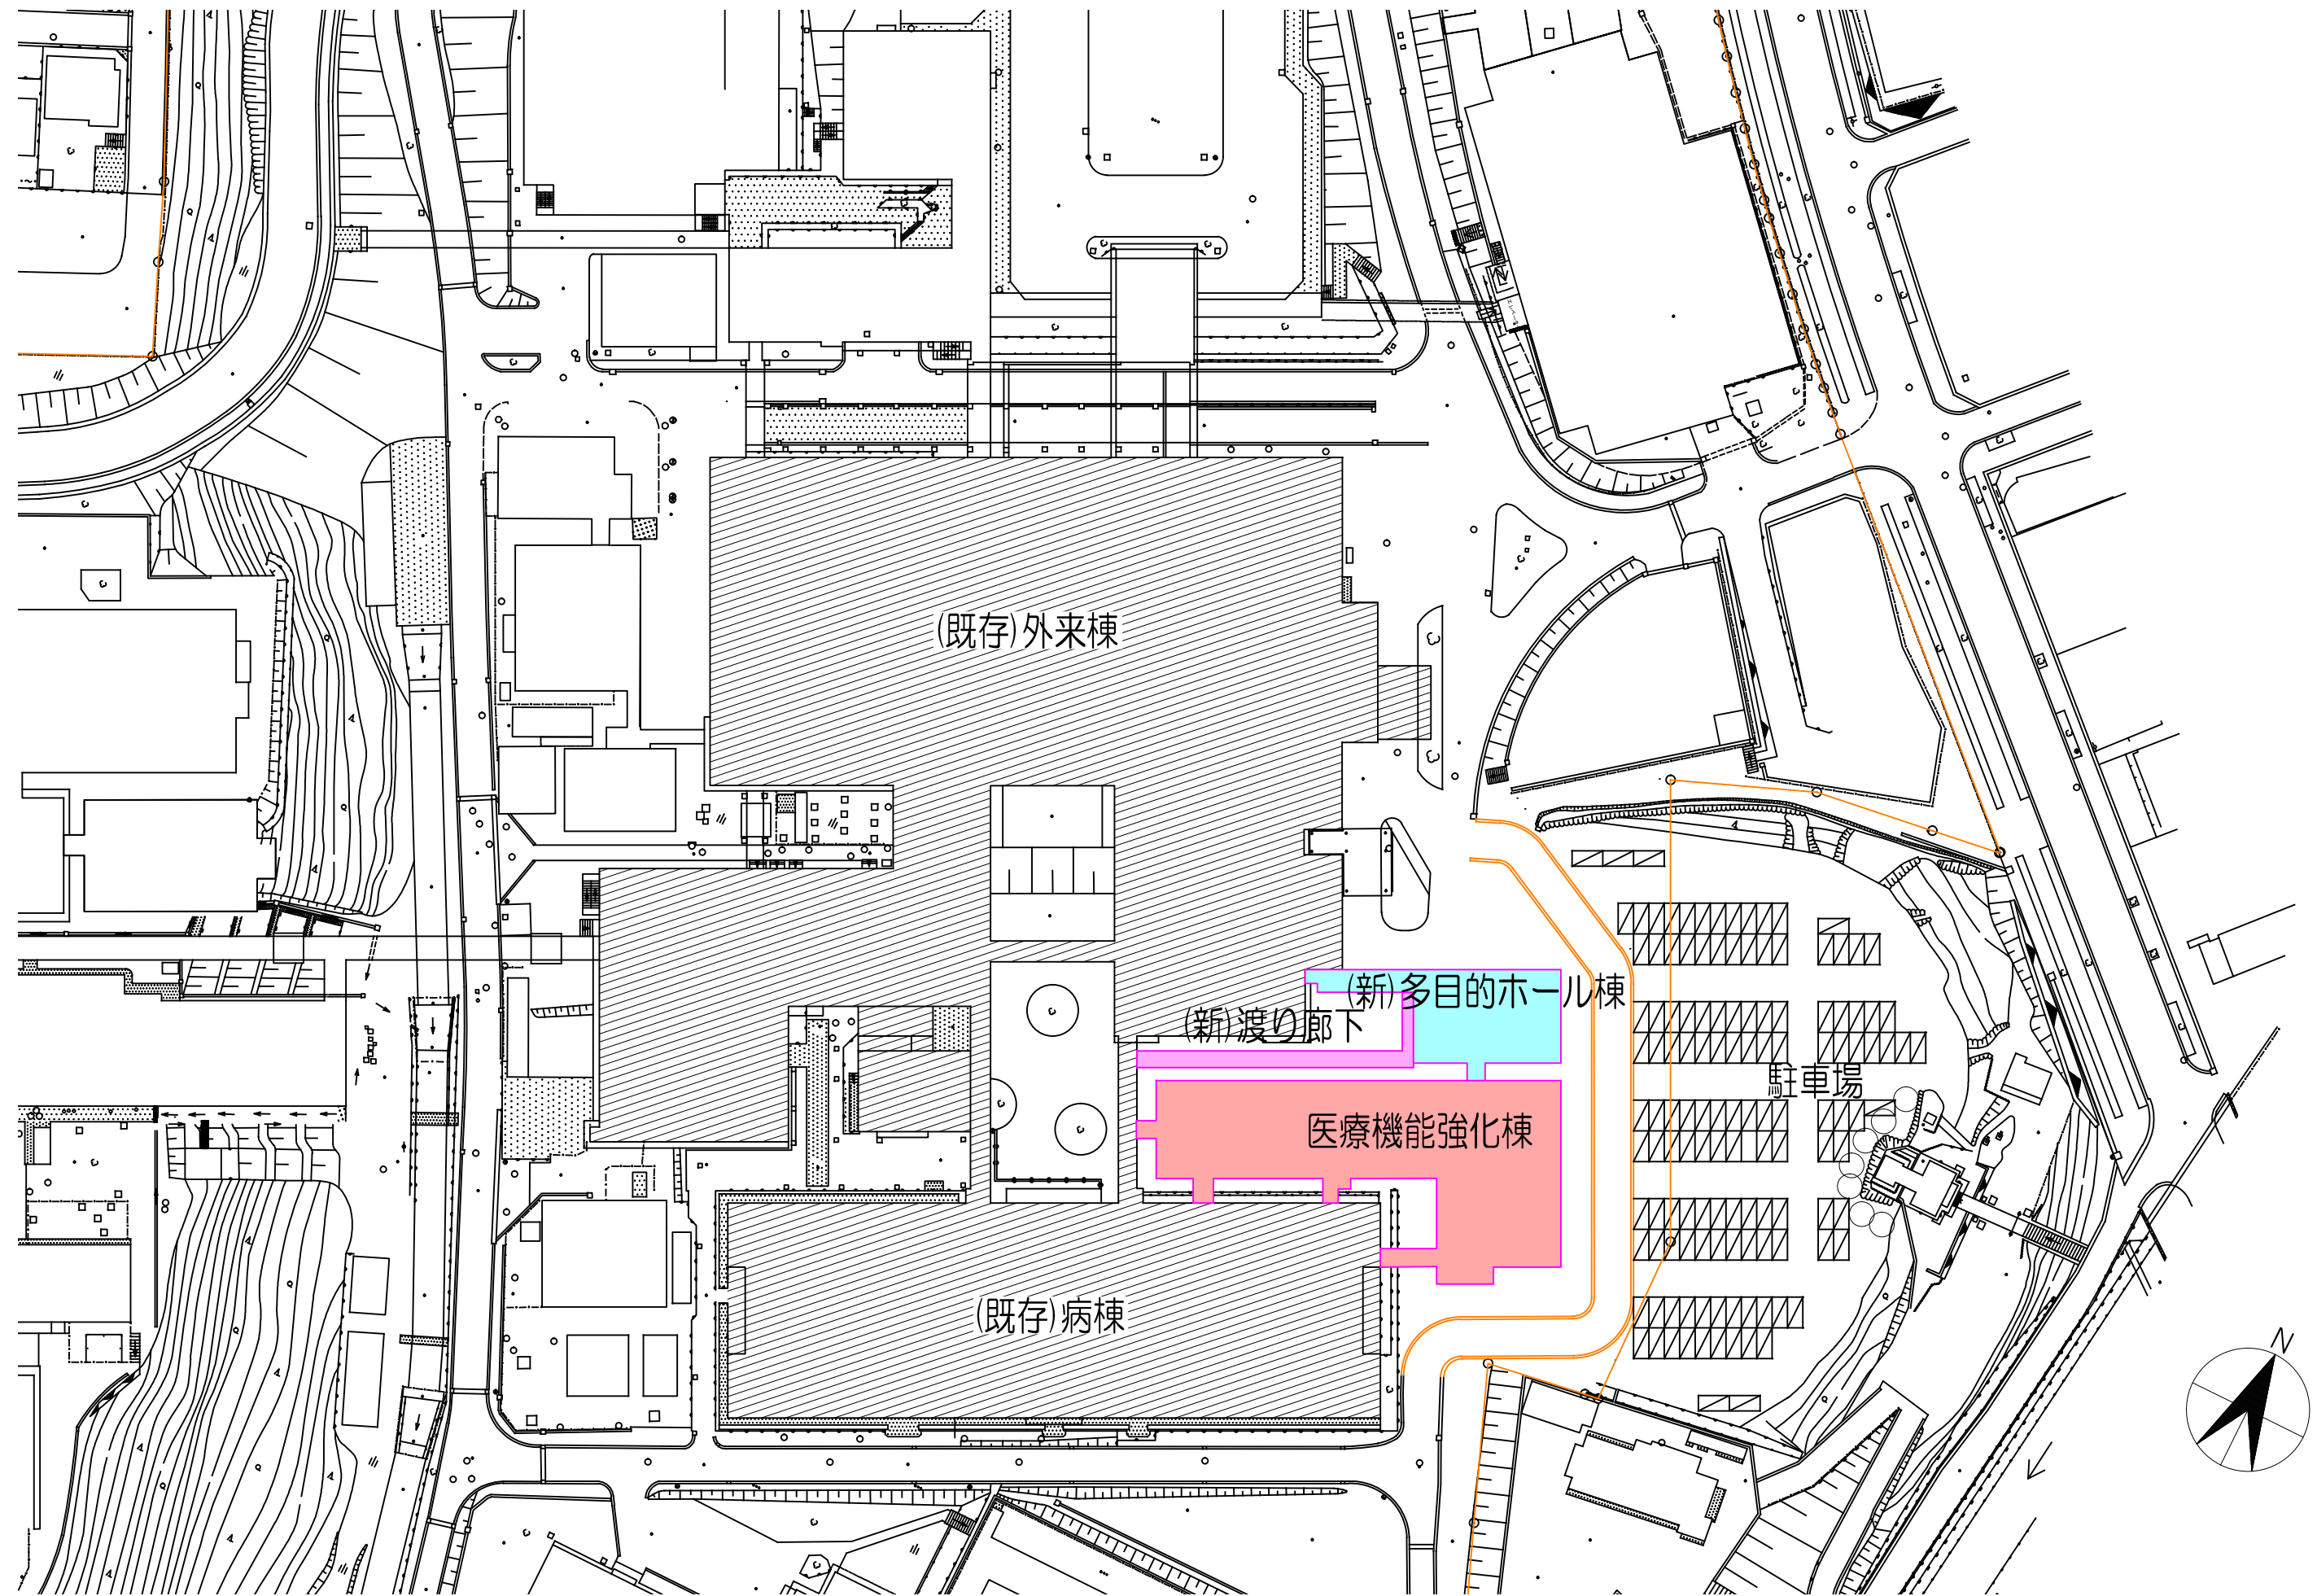 (既存)外来棟
(新)多目的ホール棟
(新)渡り廊下
駐車場
医療機能強化棟
(既存)病棟
N